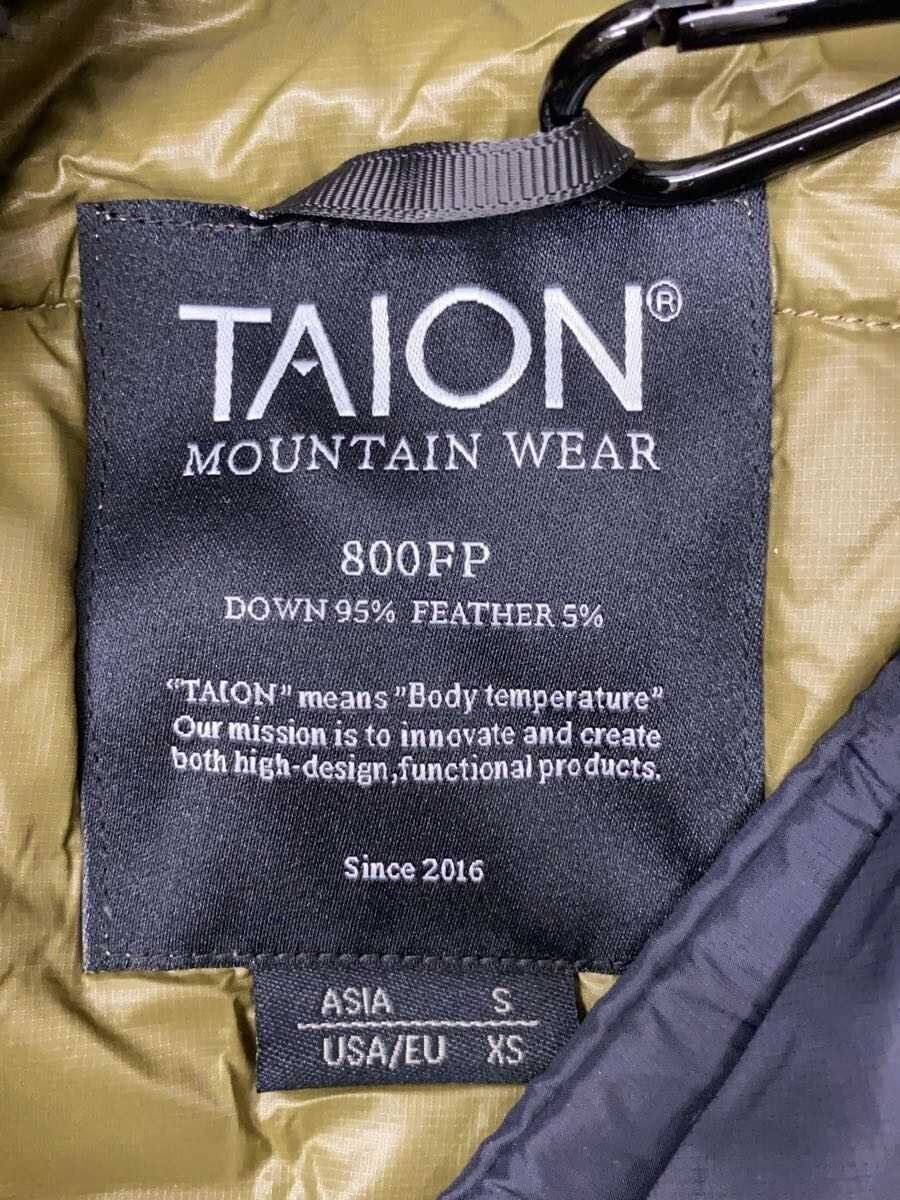 TAION®
MOUNTAIN WEAR
800FP
DOWN 95% FEATHER 5%
"TAION" means "Body temperature"
Our mission is to innovate and create
both high-design,functional products.
Since 2016
ASIA S
USA/EU XS